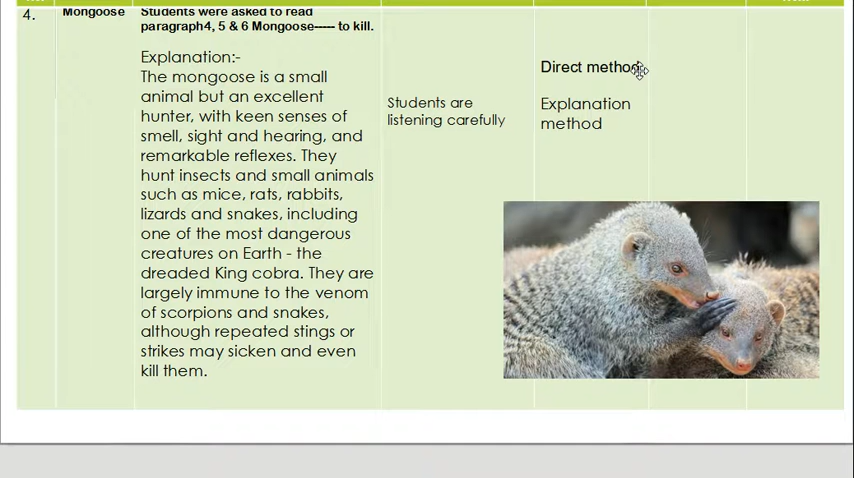 4.
Mongoose
Students were asked to read
paragraph4, 5 & 6 Mongoose----- to kill.
Explanation:-
The mongoose is a small
animal but an excellent
hunter, with keen senses of
smell, sight and hearing, and
remarkable reflexes. They
hunt insects and small animals
such as mice, rats, rabbits,
lizards and snakes, including
one of the most dangerous
creatures on Earth - the
dreaded King cobra. They are
largely immune to the venom
of scorpions and snakes,
although repeated stings or
strikes may sicken and even
kill them.
Students are
listening carefully
Direct method
Explanation
method